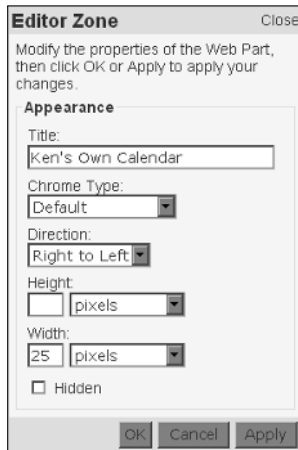 Editor Zone Close
Modify the properties of the Web Part,
then click OK or Apply to apply your
changes.
Appearance
Title:
Ken's Own Calendar
Chrome Type:
Default
Direction:
Right to Left
Height:
pixels
Width:
25 pixels
Hidden
OK Cancel Apply